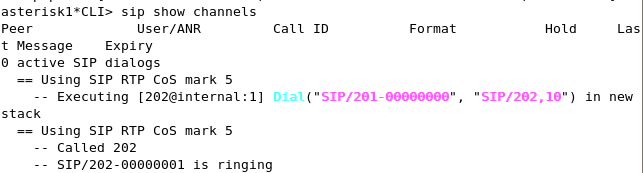 asterisk1*CLI> sip show channels
Peer             User/ANR         Call ID          Format           Hold     Las
t Message    Expiry
0 active SIP dialogs
  == Using SIP RTP CoS mark 5
    -- Executing [202@internal:1] Dial("SIP/201-00000000", "SIP/202,10") in new
stack
  == Using SIP RTP CoS mark 5
    -- Called 202
    -- SIP/202-00000001 is ringing